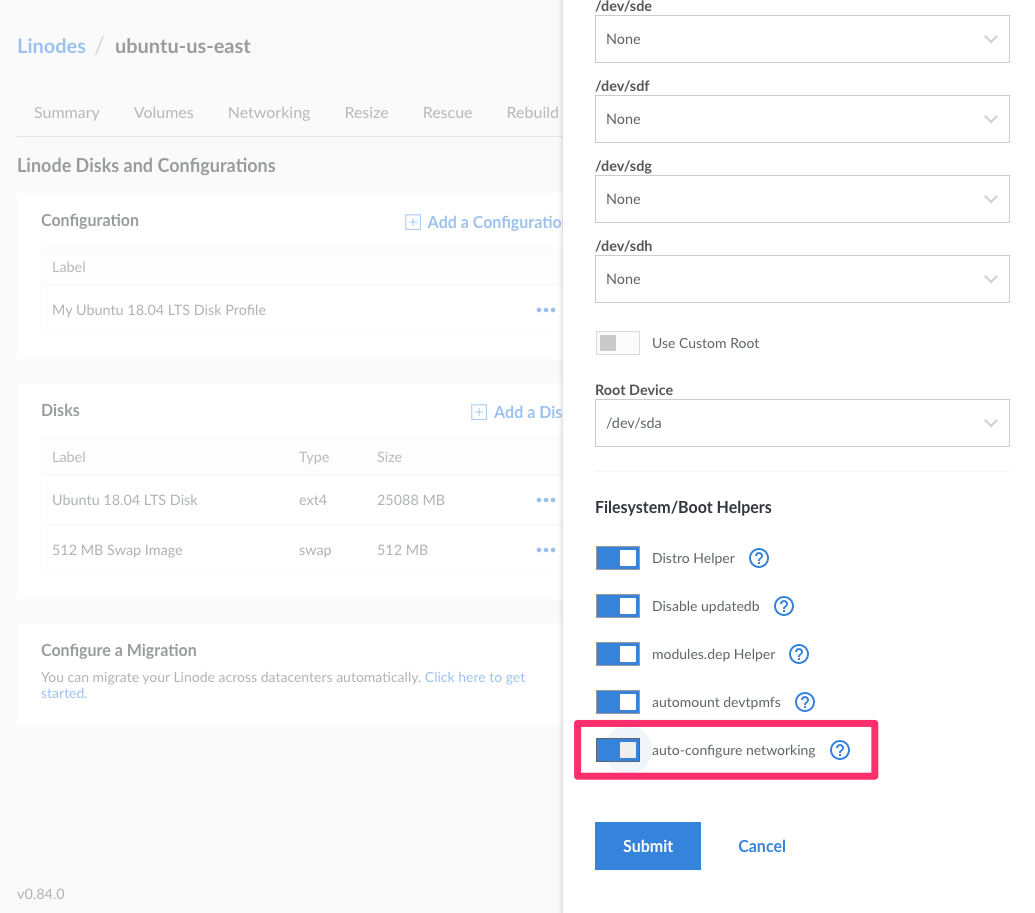 Linodes / ubuntu-us-east
Summary Volumes Networking Resize Rescue Rebuild
Linode Disks and Configurations
Configuration
Add a Configuratio
Label
My Ubuntu 18.04 LTS Disk Profile
Disks
Add a Dis
Label Type Size
Ubuntu 18.04 LTS Disk ext4 25088 MB
512 MB Swap Image swap 512 MB
Configure a Migration
You can migrate your Linode across datacenters automatically. Click here to get
started.
v0.84.0
/dev/sde
None
/dev/sdf
None
/dev/sdg
None
/dev/sdh
None
Use Custom Root
Root Device
/dev/sda
Filesystem/Boot Helpers
Distro Helper ?
Disable updatedb ?
modules.dep Helper ?
automount devtpmfs ?
auto-configure networking ?
Submit Cancel